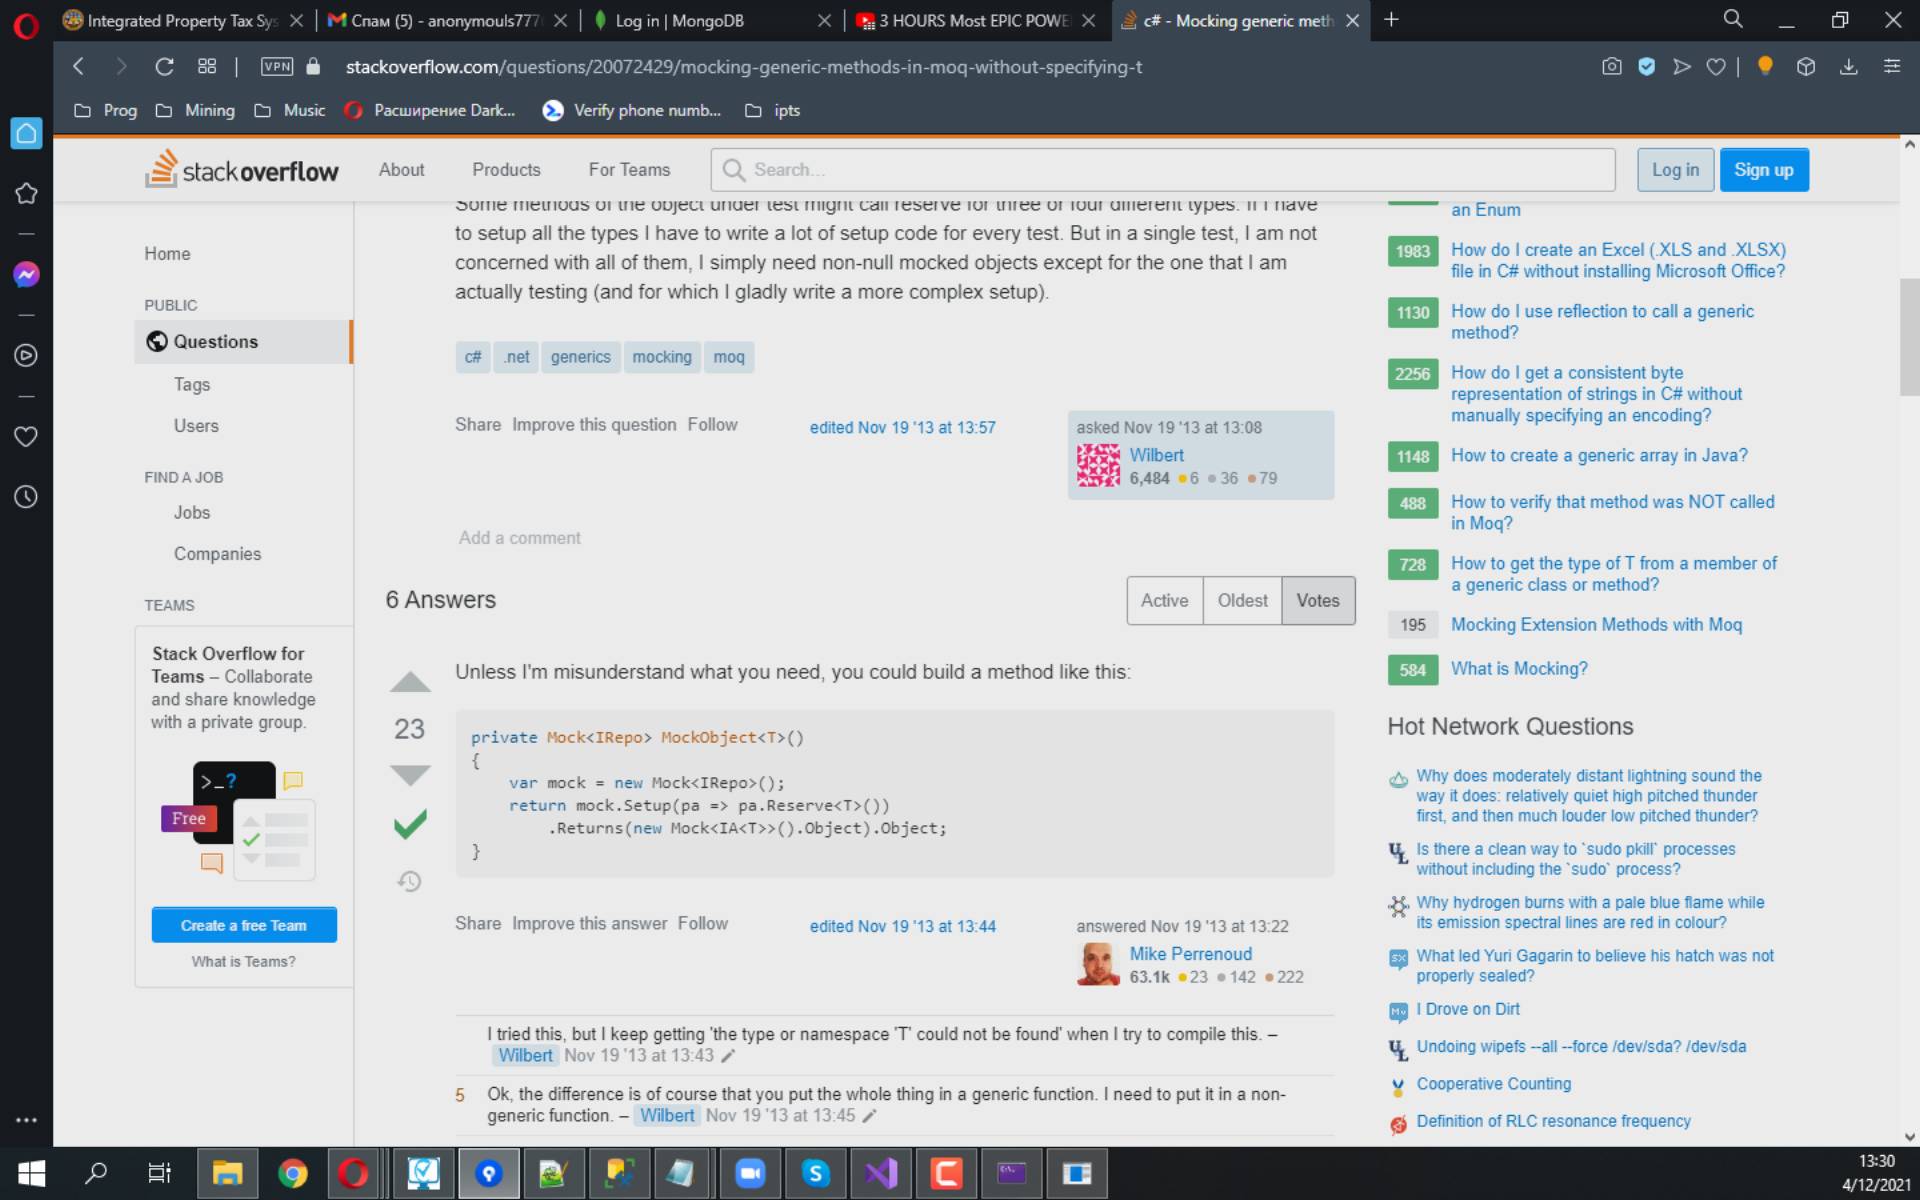 Integrated Property Tax Sys
Спам (5) - anonymouls777
Log in | MongoDB
3 HOURS Most EPIC POWE
c# - Mocking generic meth
VPN
stackoverflow.com/questions/20072429/mocking-generic-methods-in-moq-without-specifying-t
Prog
Mining
Music
Расширение Dark...
Verify phone numb...
ipts
stackoverflow
About
Products
For Teams
Search...
Log in
Sign up
Home
PUBLIC
Questions
Tags
Users
FIND A JOB
Jobs
Companies
TEAMS
Stack Overflow for
Teams – Collaborate
and share knowledge
with a private group.
>_?
Free
Create a free Team
What is Teams?
Some methods of the object under test might call reserve for three or four different types. If I have
to setup all the types I have to write a lot of setup code for every test. But in a single test, I am not
concerned with all of them, I simply need non-null mocked objects except for the one that I am
actually testing (and for which I gladly write a more complex setup).
c# .net generics mocking moq
Share Improve this question Follow
edited Nov 19 '13 at 13:57
asked Nov 19 '13 at 13:08
Wilbert
6,484 6 36 79
Add a comment
6 Answers
Active Oldest Votes
Unless I'm misunderstand what you need, you could build a method like this:
23
private Mock<IRepo> MockObject<T>()
{
var mock = new Mock<IRepo>();
return mock.Setup(pa => pa.Reserve<T>())
.Returns(new Mock<IA<T>>().Object).Object;
}
Share Improve this answer Follow
edited Nov 19 '13 at 13:44
answered Nov 19 '13 at 13:22
Mike Perrenoud
63.1k 23 142 222
I tried this, but I keep getting 'the type or namespace 'T' could not be found' when I try to compile this. –
Wilbert Nov 19 '13 at 13:43
5 Ok, the difference is of course that you put the whole thing in a generic function. I need to put it in a non-
generic function. – Wilbert Nov 19 '13 at 13:45
an Enum
1983 How do I create an Excel (.XLS and .XLSX)
file in C# without installing Microsoft Office?
1130 How do I use reflection to call a generic
method?
2256 How do I get a consistent byte
representation of strings in C# without
manually specifying an encoding?
1148 How to create a generic array in Java?
488 How to verify that method was NOT called
in Moq?
728 How to get the type of T from a member of
a generic class or method?
195 Mocking Extension Methods with Moq
584 What is Mocking?
Hot Network Questions
Why does moderately distant lightning sound the
way it does: relatively quiet high pitched thunder
first, and then much louder low pitched thunder?
Is there a clean way to `sudo pkill` processes
without including the `sudo` process?
Why hydrogen burns with a pale blue flame while
its emission spectral lines are red in colour?
What led Yuri Gagarin to believe his hatch was not
properly sealed?
I Drove on Dirt
Undoing wipefs --all --force /dev/sda? /dev/sda
Cooperative Counting
Definition of RLC resonance frequency
13:30
4/12/2021